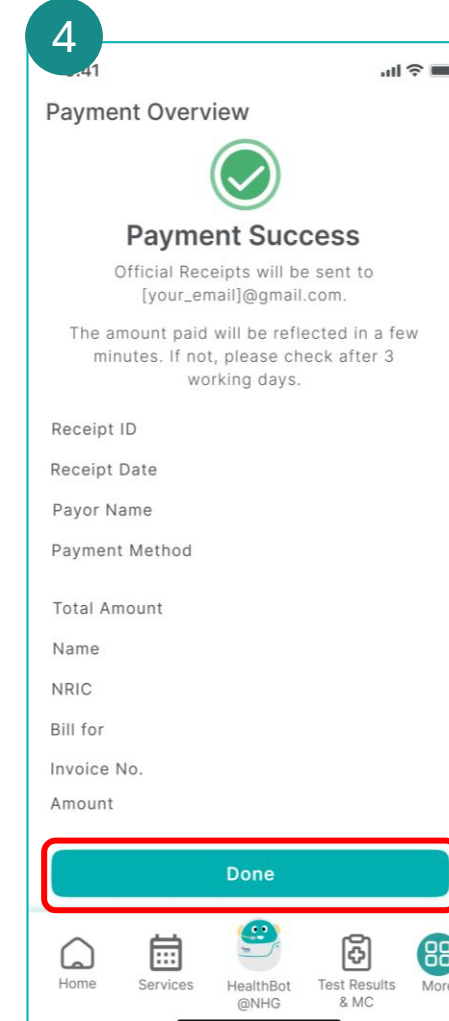 4
:41
Payment Overview
Payment Success
Official Receipts will be sent to
[your_email]@gmail.com.
The amount paid will be reflected in a few
minutes. If not, please check after 3
working days.
Receipt ID
Receipt Date
Payor Name
Payment Method
Total Amount
Name
NRIC
Bill for
Invoice No.
Amount
Done
Home
Services
HealthBot
@NHG
Test Results
& MC
More